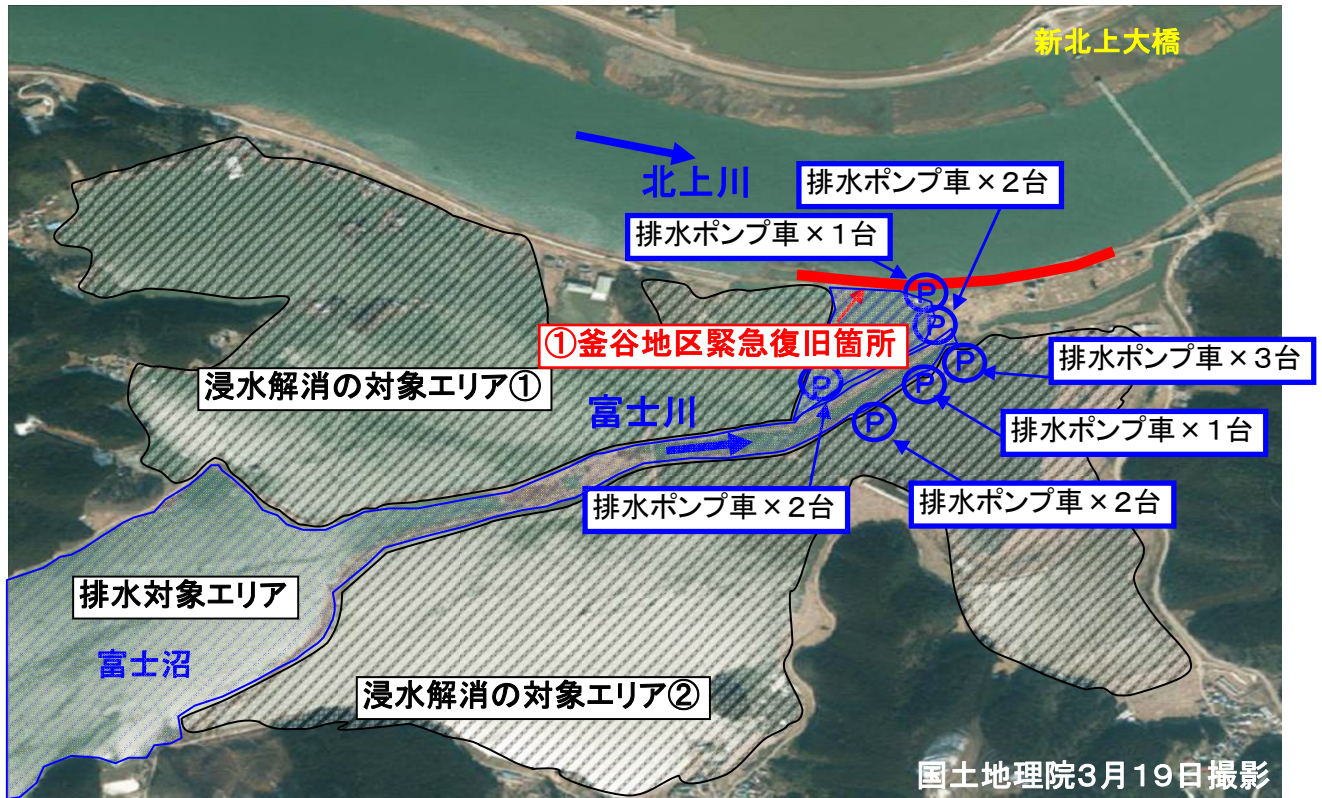 新北上大橋
北上川
排水ポンプ車×2台
排水ポンプ車×1台
P
P
①釜谷地区緊急復旧箇所
P
排水ポンプ車×3台
浸水解消の対象エリア①
P
P
富士川
P
排水ポンプ車×1台
排水ポンプ車×2台
排水ポンプ車×2台
排水対象エリア
富士沼
浸水解消の対象エリア②
国土地理院3月19日撮影